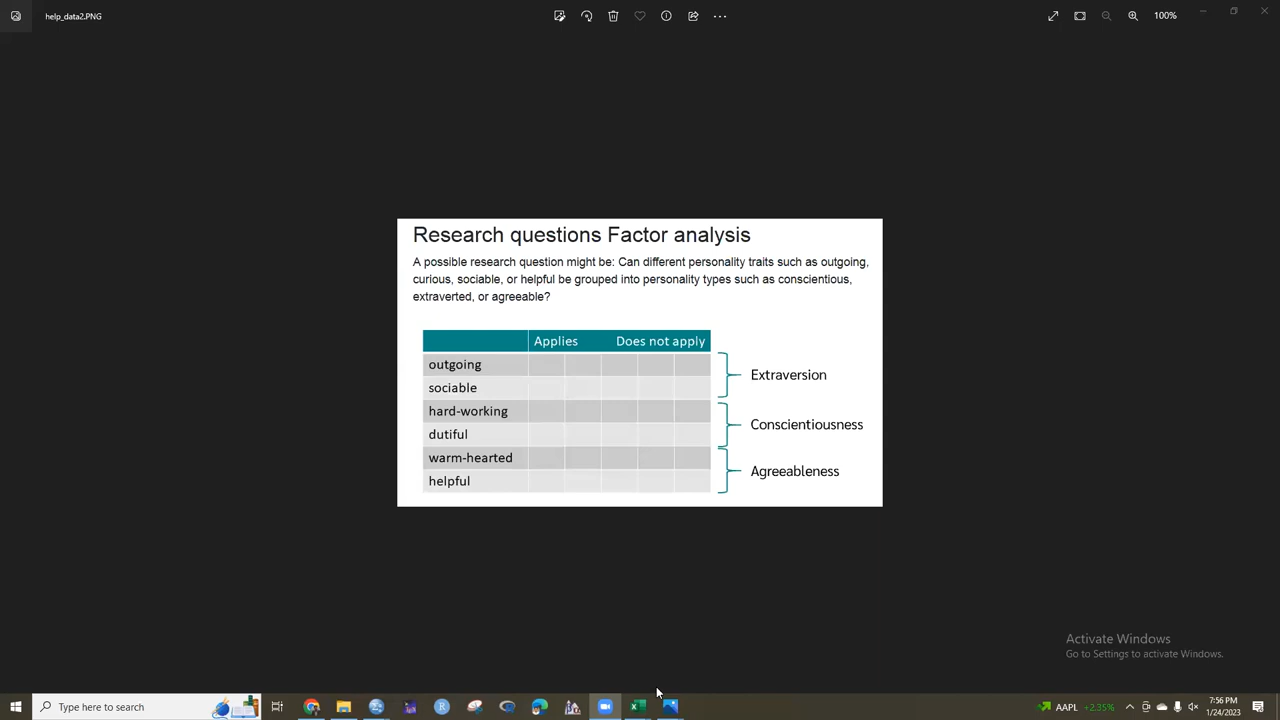 help_data2.PNG
100%
Research questions Factor analysis
A possible research question might be: Can different personality traits such as outgoing,
curious, sociable, or helpful be grouped into personality types such as conscientious,
extraverted, or agreeable?
Applies Does not apply
outgoing
sociable
Extraversion
hard-working
dutiful
Conscientiousness
warm-hearted
helpful
Agreeableness
Activate Windows
Go to Settings to activate Windows.
Type here to search
AAPL +2.35%
7:56 PM
1/24/2023